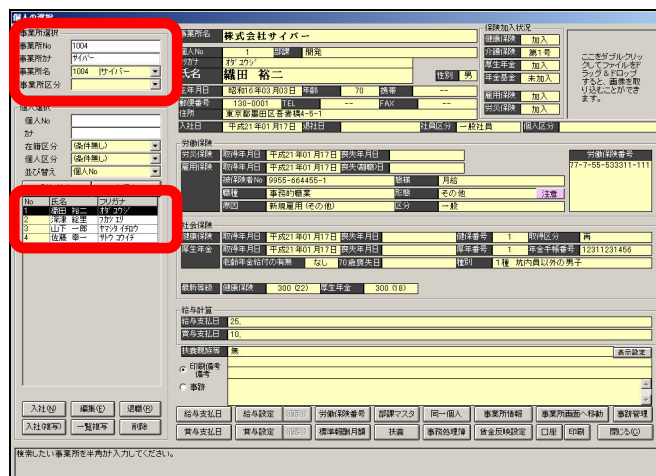 個人の選択
事業所選択
事業所No 1004
事業所カナ サイバー
事業所名 1004 |サイバー
事業所区分
個人選択
個人No
カナ
在籍区分 (条件無し)
個人区分 (条件無し)
並び替え 個人No
No 氏名 フリガナ
1 織田 裕二 オダ ユウジ
2 深津 絵里 フカツ エリ
3 山下 一郎 ヤマシタ イチロウ
4 佐藤 幸一 サトウ コウイチ
入社(N) 編集(E) 退職(R)
入社(複写) 一覧複写 削除
検索したい事業所を半角カナ入力してください。
事業所名 株式会社サイバー
個人No 1 部課 開発
フリガナ オダ ユウジ
氏名 織田 裕二 性別 男
生年月日 昭和16年03月03日 年齢 70 携帯 --
郵便番号 130-0001 TEL -- FAX --
住所 東京都墨田区吾妻橋4-5-1
入社日 平成21年01月17日 退社日 社員区分 一般社員 個人区分
保険加入状況
健康保険 加入
介護保険 第1号
厚生年金 加入
年金基金 未加入
雇用保険 加入
労災保険 加入
ここをダブルクリックしてファイルをドラッグ&ドロップすると、画像を取り込むことができます。
労働保険
労災保険 取得年月日 平成21年01月17日 喪失年月日
雇用保険 取得年月日 平成21年01月17日 喪失(離職)日
被保険者No 9955-664455-1 態様 月給
職種 事務的職業 形態 その他 注意
原因 新規雇用(その他) 区分 一般
労働保険番号
77-7-55-533311-111
社会保険
健康保険 取得年月日 平成21年01月17日 喪失年月日 健保番号 1 取得区分 再
厚生年金 取得年月日 平成21年01月17日 喪失年月日 厚年番号 1 年金手帳番号 12311231456
老齢年金給付の有無 なし 70歳喪失日 種別 1種 坑内員以外の男子
最新等級 健康保険 300 (22) 厚生年金 300 (18)
給与計算
給与支払日 25,
賞与支払日 10,
扶養親族等 無 表示設定
印刷備考
備考
事跡
給与支払日 給与設定 労働保険番号 部課マスタ 同一個人 事業所情報 事業所画面へ移動 事跡管理
賞与支払日 賞与設定 標準報酬月額 扶養 事務処理簿 賃金反映設定 口座 印刷 閉じる(C)